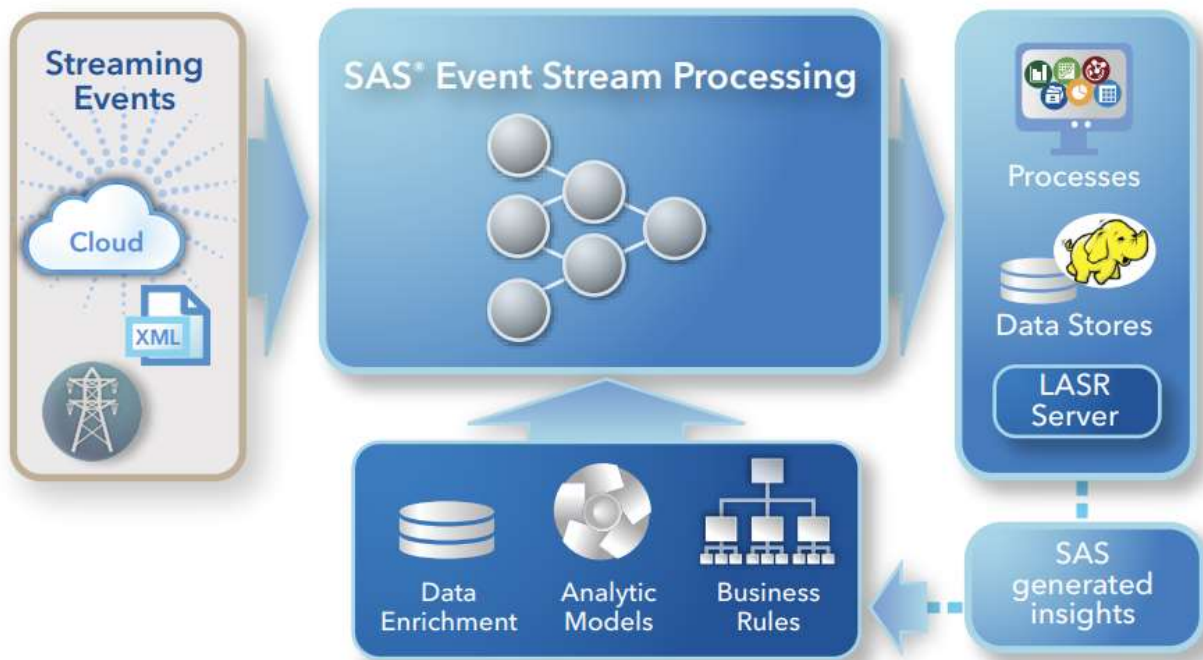 Streaming
Events
Cloud
XML
SAS® Event Stream Processing
Processes
Data Stores
LASR
Server
Data
Enrichment
Analytic
Models
Business
Rules
SAS
generated
insights